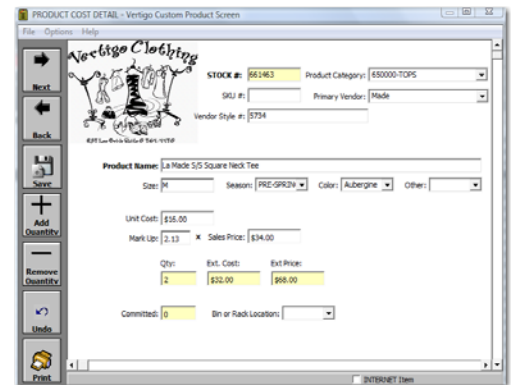 PRODUCT COST DETAIL - Vertigo Custom Product Screen
File Options Help
Vertigo Clothing
Next
Back
Save
Add Quantity
Remove Quantity
Undo
Print
STOCK #: 661463 Product Category: 650000-TOPS
SKU #: Primary Vendor: Made
Vendor Style #: 5734
Product Name: La Made S/S Square Neck Tee
Size: M Season: PRE-SPRIN Color: Aubergine Other:
Unit Cost: $16.00
Mark Up: 2.13 x Sales Price: $34.00
Qty: Ext. Cost: Ext Price:
2 $32.00 $68.00
Committed: 0 Bin or Rack Location:
INTERNET Item